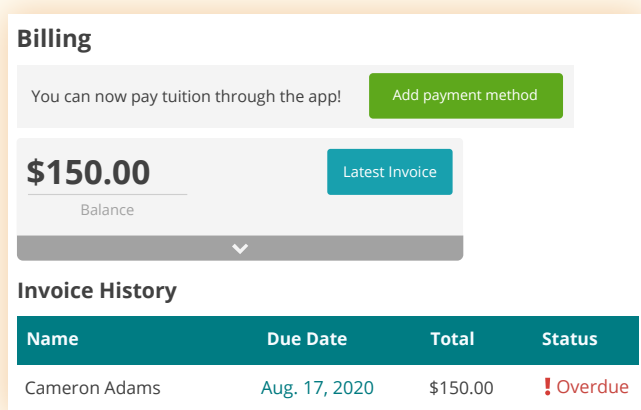 Billing
You can now pay tuition through the app! Add payment method
$150.00 Latest Invoice
Balance
Invoice History
Name Due Date Total Status
Cameron Adams Aug. 17, 2020 $150.00 ! Overdue